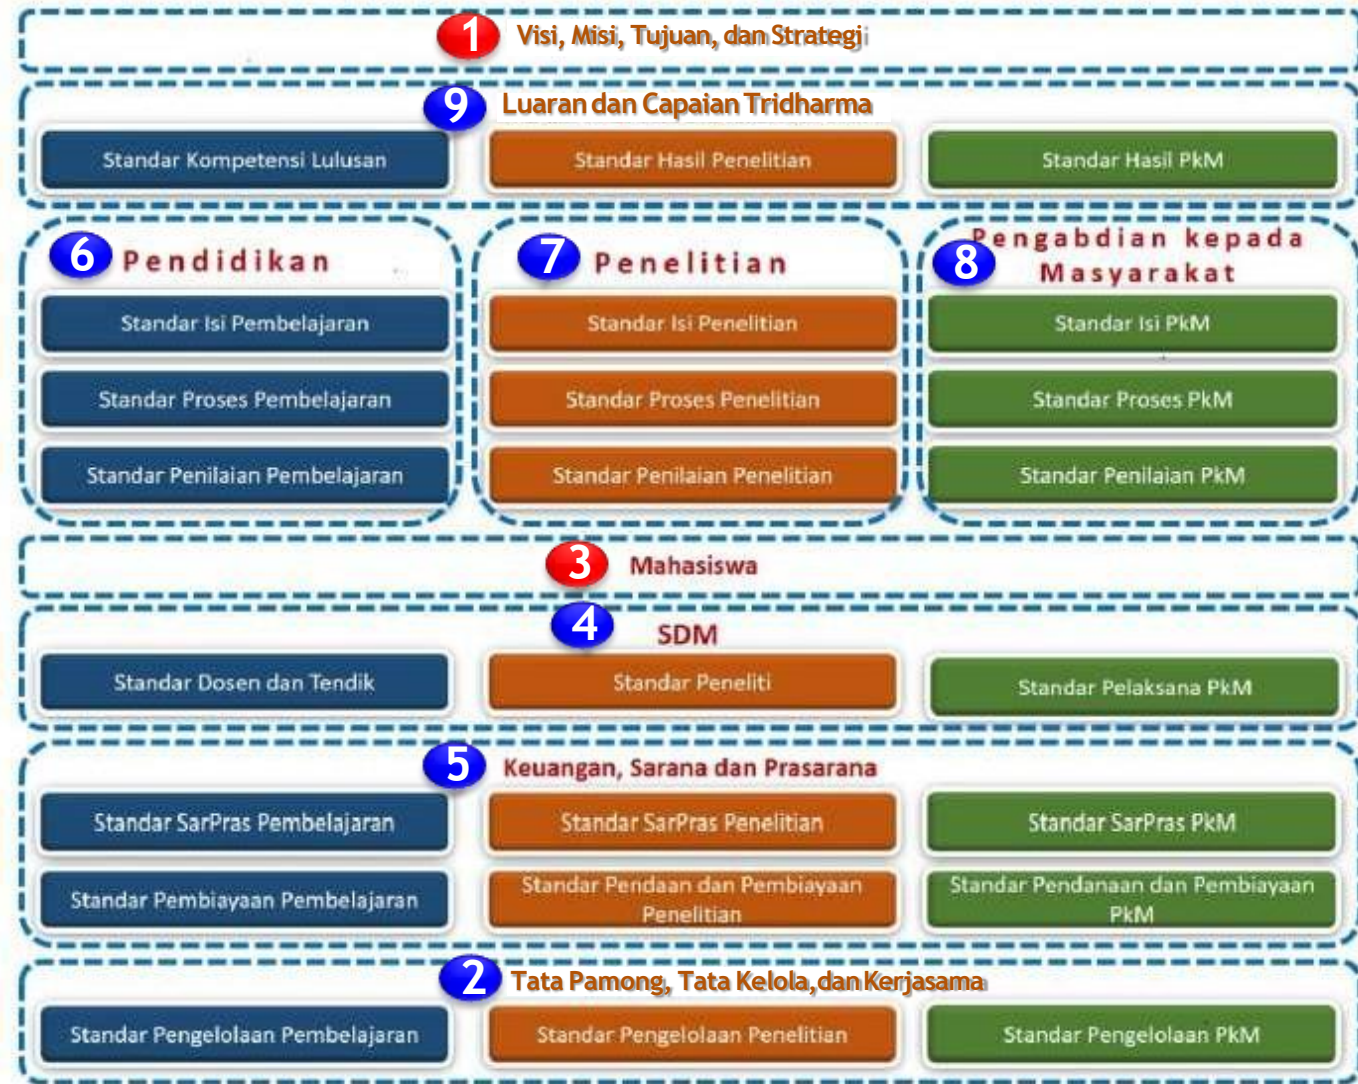 1 Visi, Misi, Tujuan, dan Strategi
9 Luaran dan Capaian Tridharma
Standar Kompetensi Lulusan
Standar Hasil Penelitian
Standar Hasil PkM
6 Pendidikan
Standar Isi Pembelajaran
Standar Proses Pembelajaran
Standar Penilaian Pembelajaran
7 Penelitian
Standar Isi Penelitian
Standar Proses Penelitian
Standar Penilaian Penelitian
8 Pengabdian kepada
Masyarakat
Standar Isi PkM
Standar Proses PkM
Standar Penilaian PkM
3 Mahasiswa
4 SDM
Standar Dosen dan Tendik
Standar Peneliti
Standar Pelaksana PkM
5 Keuangan, Sarana dan Prasarana
Standar SarPras Pembelajaran
Standar SarPras Penelitian
Standar SarPras PkM
Standar Pembiayaan Pembelajaran
Standar Pendaan dan Pembiayaan
Penelitian
Standar Pendanaan dan Pembiayaan
PkM
2 Tata Pamong, Tata Kelola,dan Kerjasama
Standar Pengelolaan Pembelajaran
Standar Pengelolaan Penelitian
Standar Pengelolaan PkM